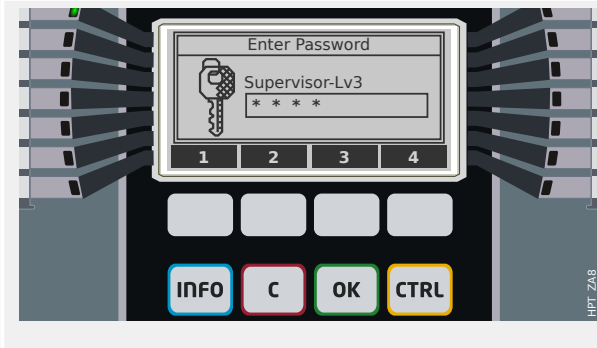 Enter Password
Supervisor-Lv3
* * * *
1 2 3 4
INFO C OK CTRL
HPT ZA8